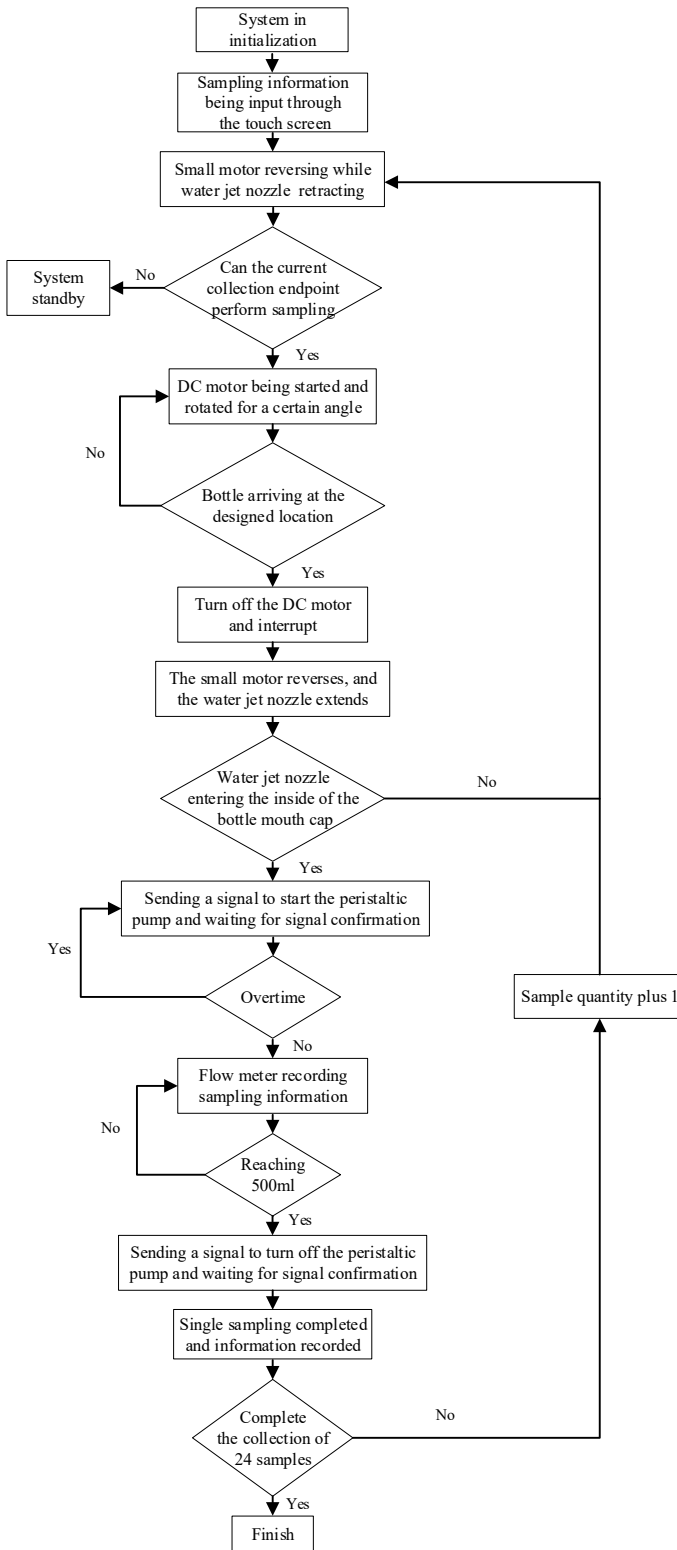 System in
initialization
Sampling information
being input through
the touch screen
Small motor reversing while
water jet nozzle retracting
Can the current
collection endpoint
perform sampling
No
System
standby
Yes
DC motor being started and
rotated for a certain angle
No
Bottle arriving at the
designed location
Yes
Turn off the DC motor
and interrupt
The small motor reverses, and
the water jet nozzle extends
Water jet nozzle
entering the inside of the
bottle mouth cap
No
Yes
Sending a signal to start the peristaltic
pump and waiting for signal confirmation
Yes
Overtime
Sample quantity plus 1
No
Flow meter recording
sampling information
No
Reaching
500ml
Yes
Sending a signal to turn off the peristaltic
pump and waiting for signal confirmation
Single sampling completed
and information recorded
Complete
the collection of
24 samples
No
Yes
Finish